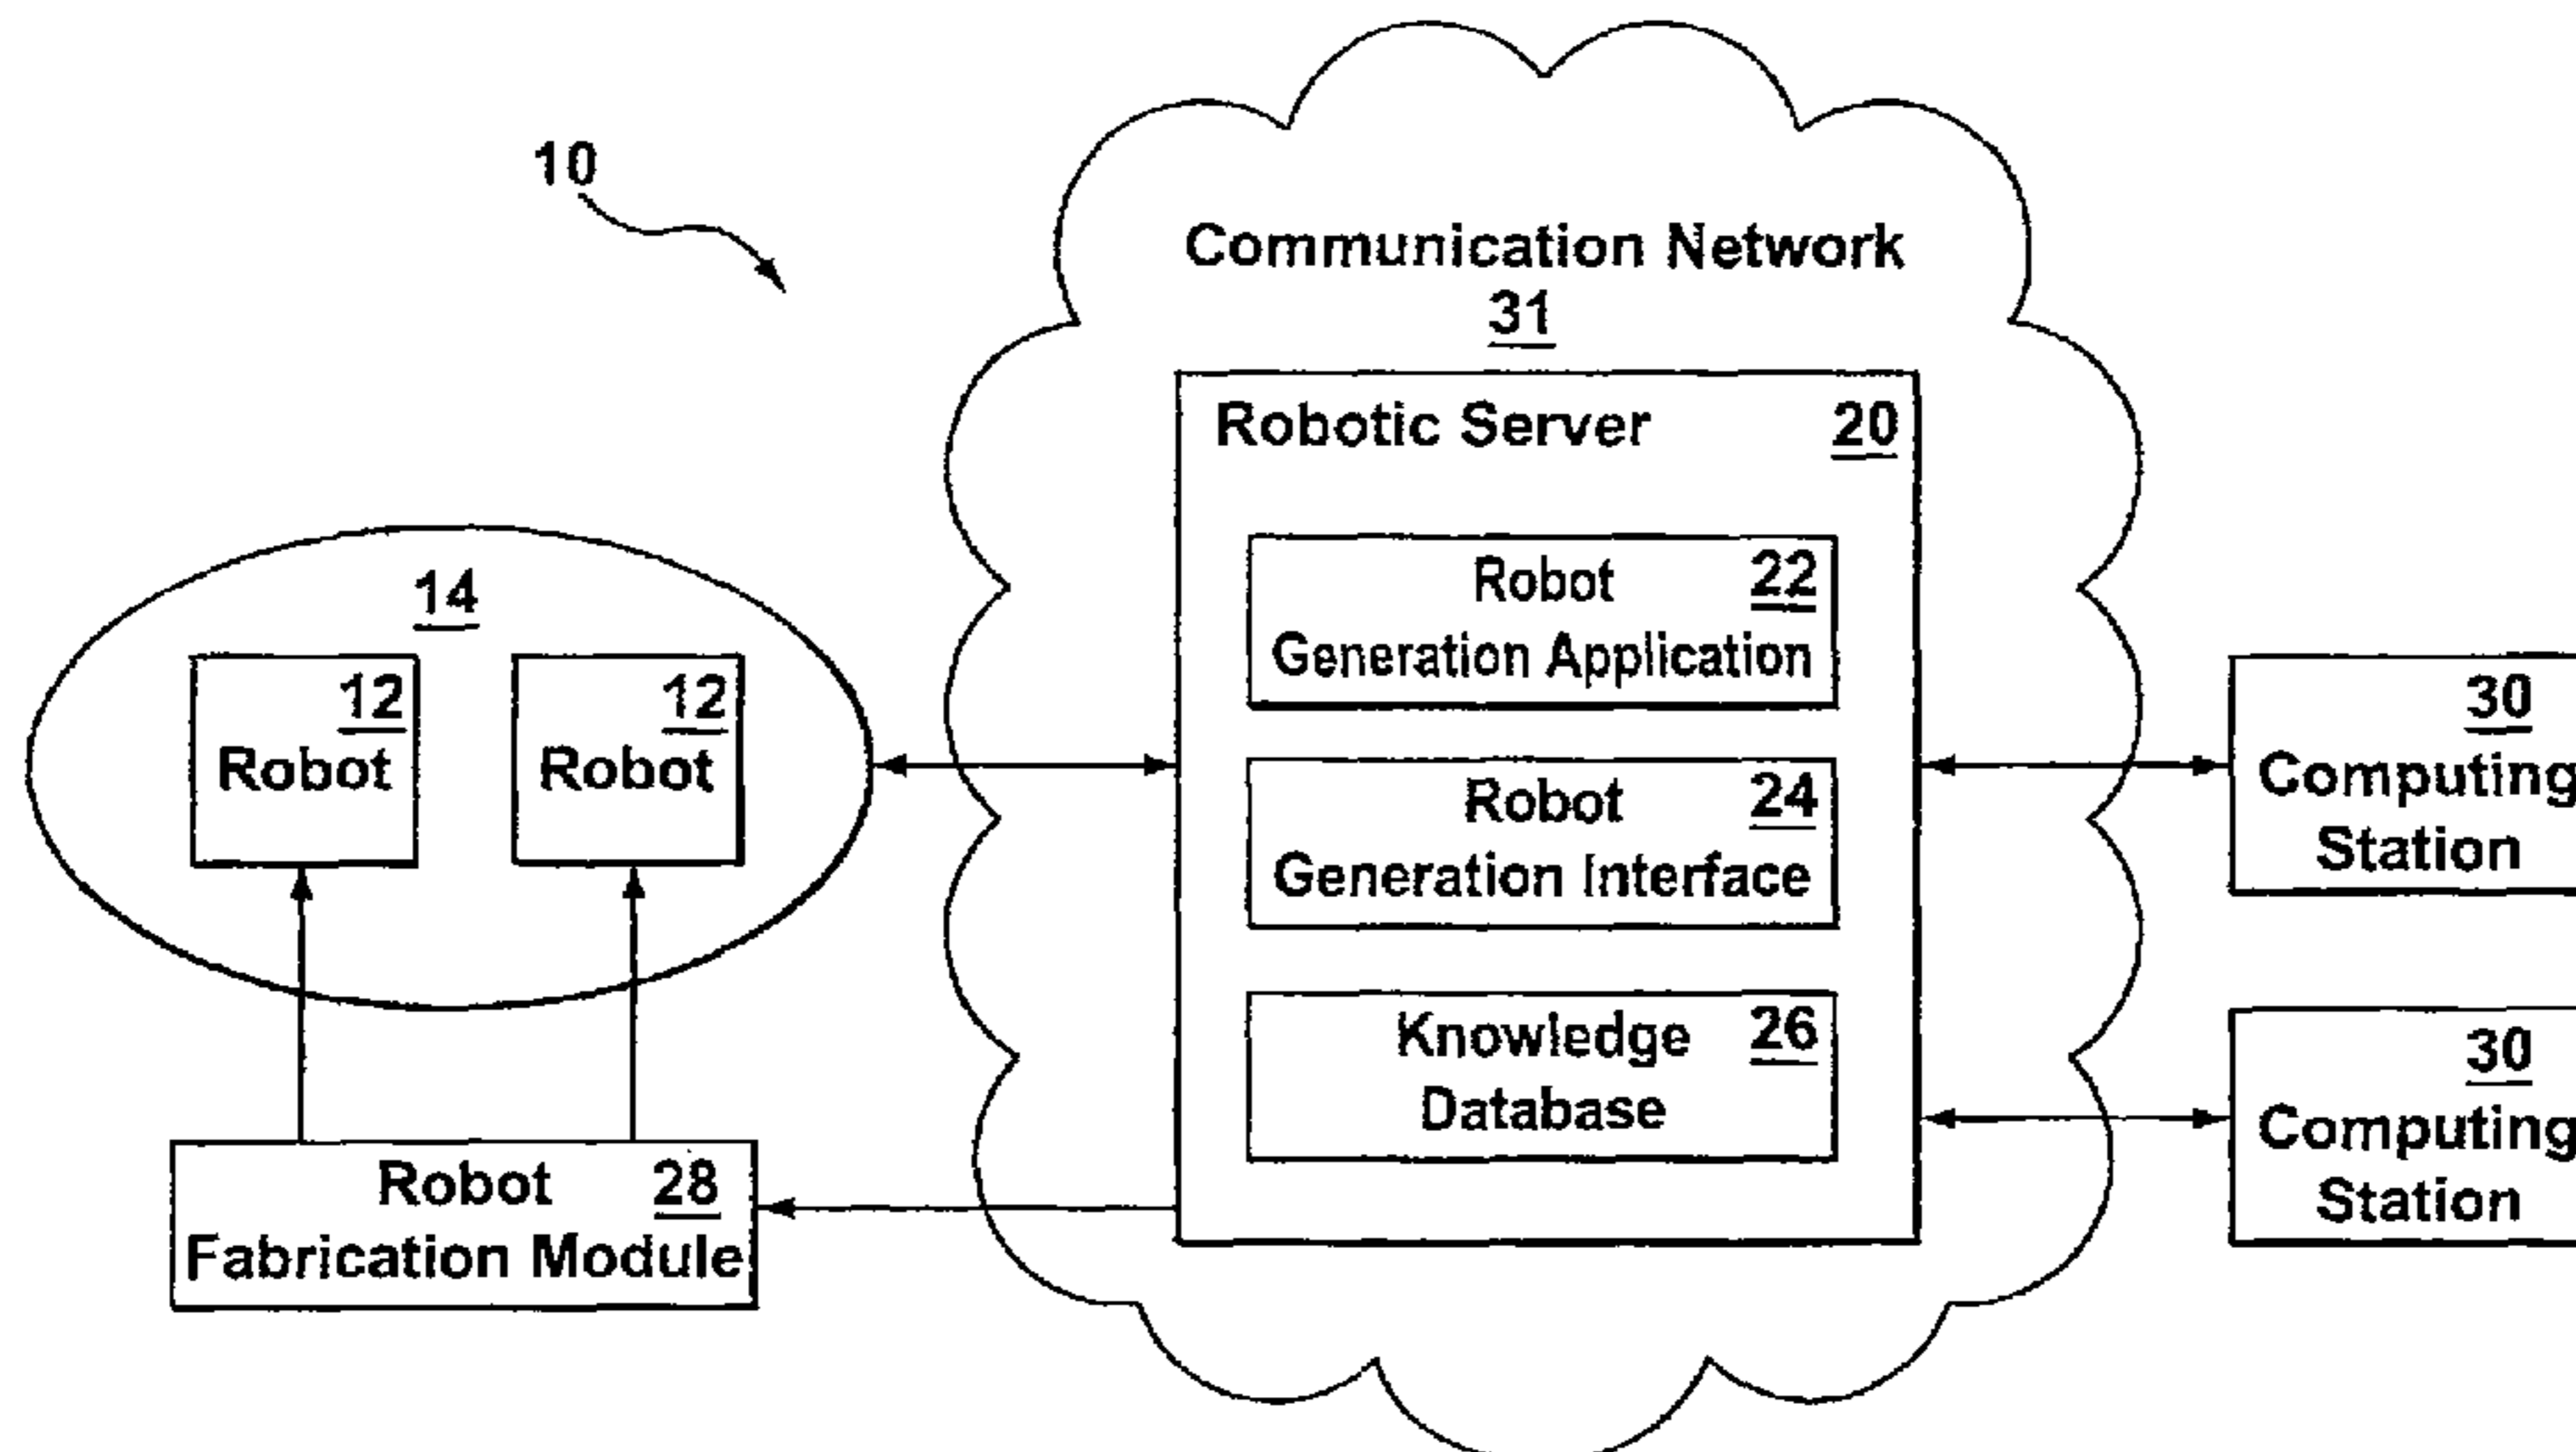 10
Communication Network
31
Robotic Server 20
Robot 22
Generation Application
Robot 24
Generation Interface
Knowledge 26
Database
14
12
Robot
12
Robot
Robot 28
Fabrication Module
30
Computing
Station
30
Computing
Station